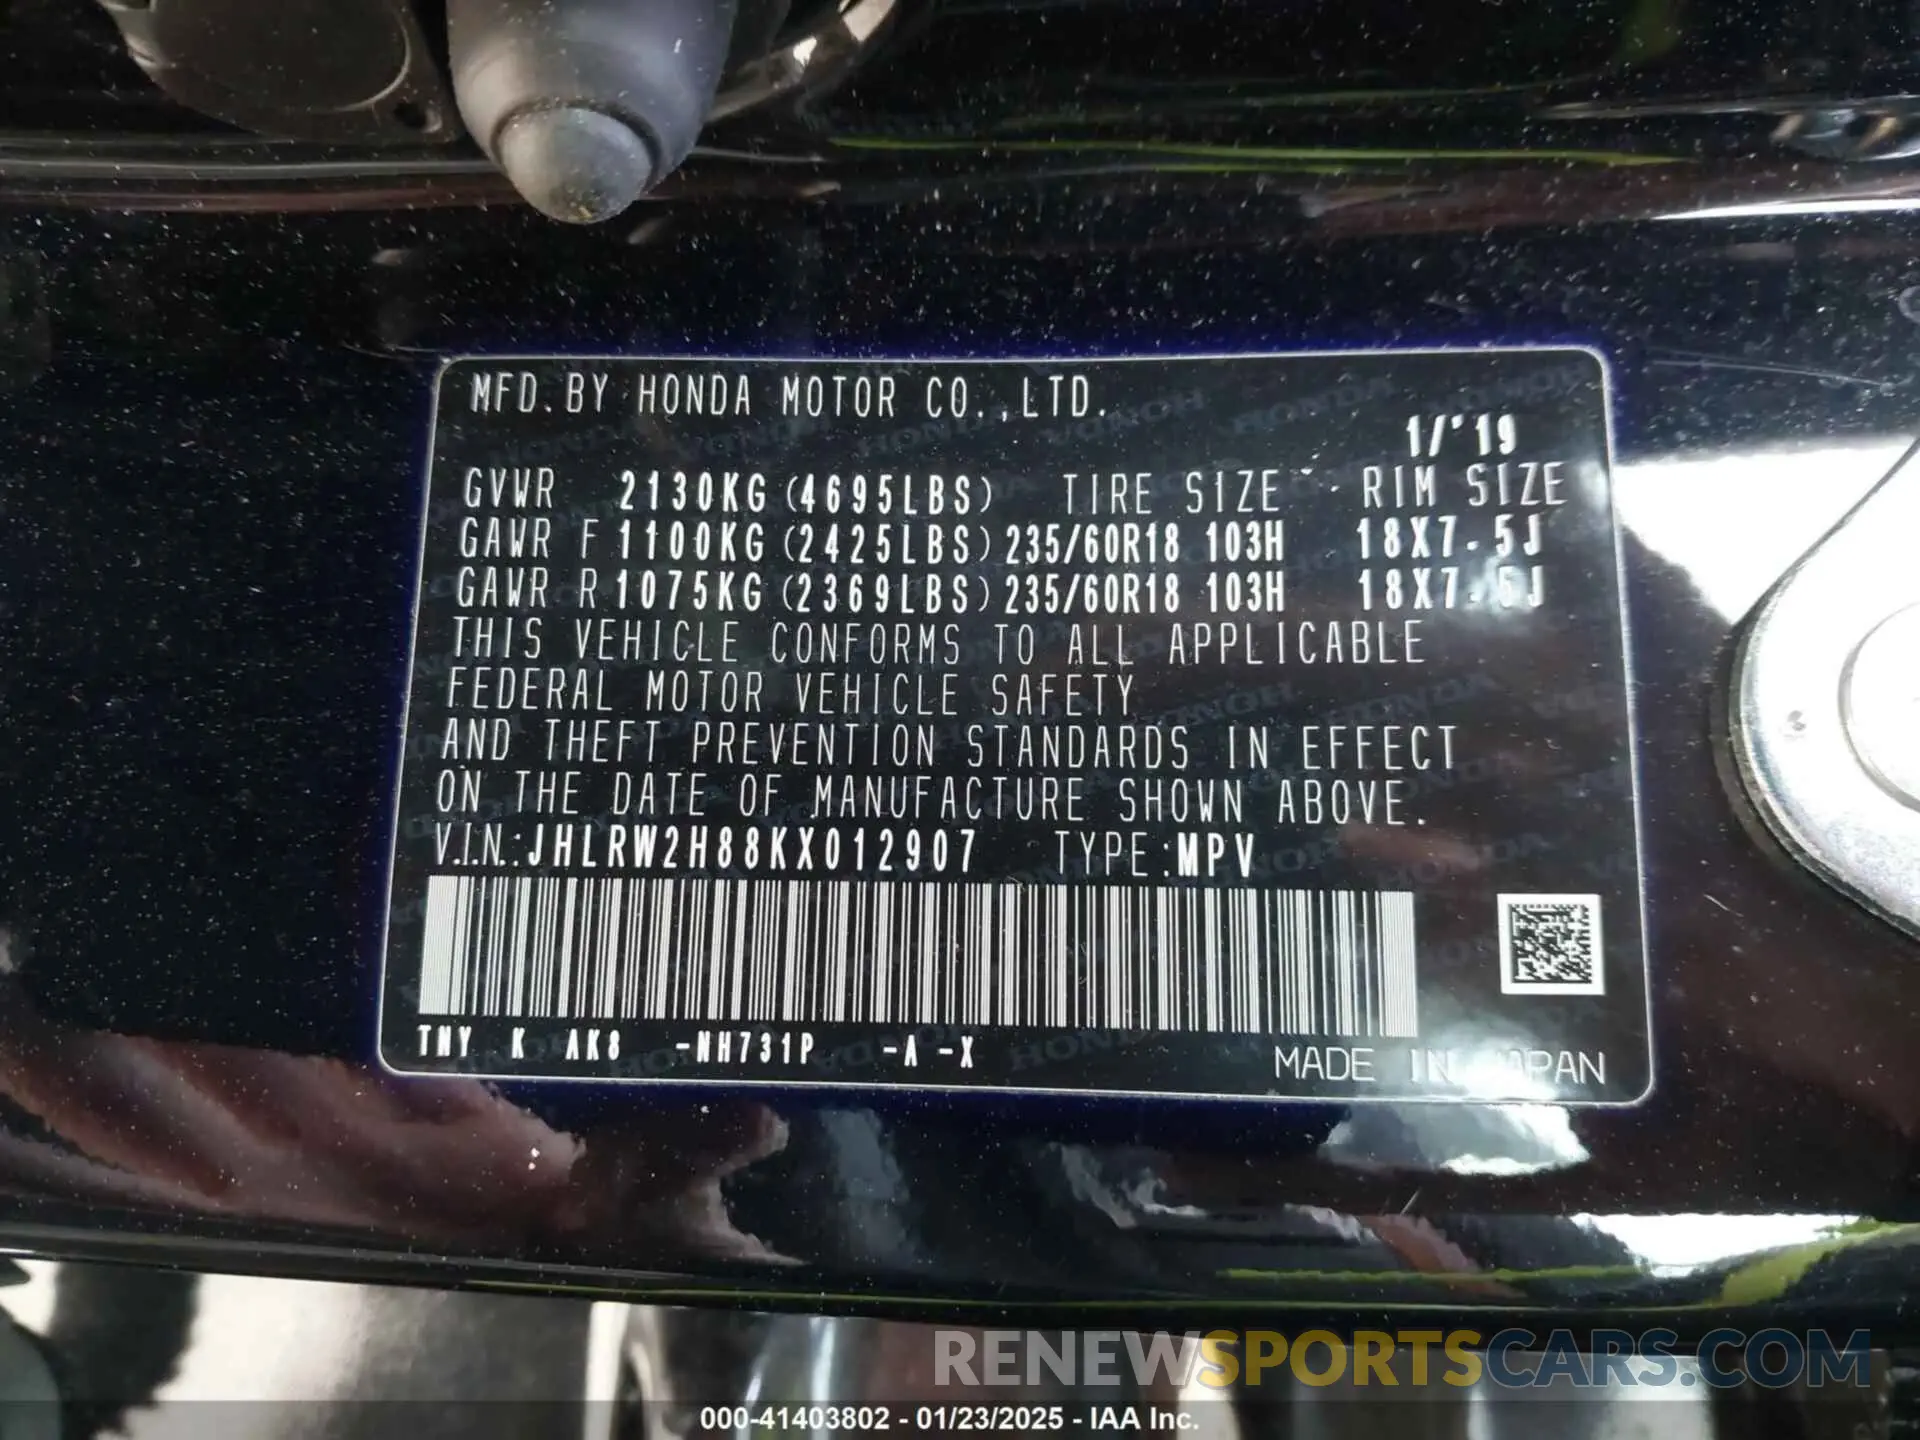 MFD.BY HONDA MOTOR CO.,LTD.
1/'19
GVWR 2130KG (4695LBS) TIRE SIZE RIM SIZE
GAWR F 1100KG (2425LBS) 235/60R18 103H 18X7.5J
GAWR R 1075KG (2369LBS) 235/60R18 103H 18X7.5J
THIS VEHICLE CONFORMS TO ALL APPLICABLE
FEDERAL MOTOR VEHICLE SAFETY
AND THEFT PREVENTION STANDARDS IN EFFECT
ON THE DATE OF MANUFACTURE SHOWN ABOVE.
V.I.N.:JHLRW2H88KX012907 TYPE:MPV
TNY K AK8 -NH731P -A -X
MADE IN JAPAN
RENEWSPORTSCARS.COM
000-41403802 - 01/23/2025 - IAA Inc.